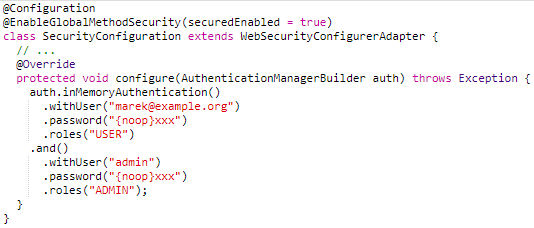 @Configuration
@EnableGlobalMethodSecurity(securedEnabled = true)
class SecurityConfiguration extends WebSecurityConfigurerAdapter {
  // ...
  @Override
  protected void configure(AuthenticationManagerBuilder auth) throws Exception {
    auth.inMemoryAuthentication()
      .withUser("marek@example.org")
      .password("{noop}xxx")
      .roles("USER")
    .and()
      .withUser("admin")
      .password("{noop}xxx")
      .roles("ADMIN");
  }
}